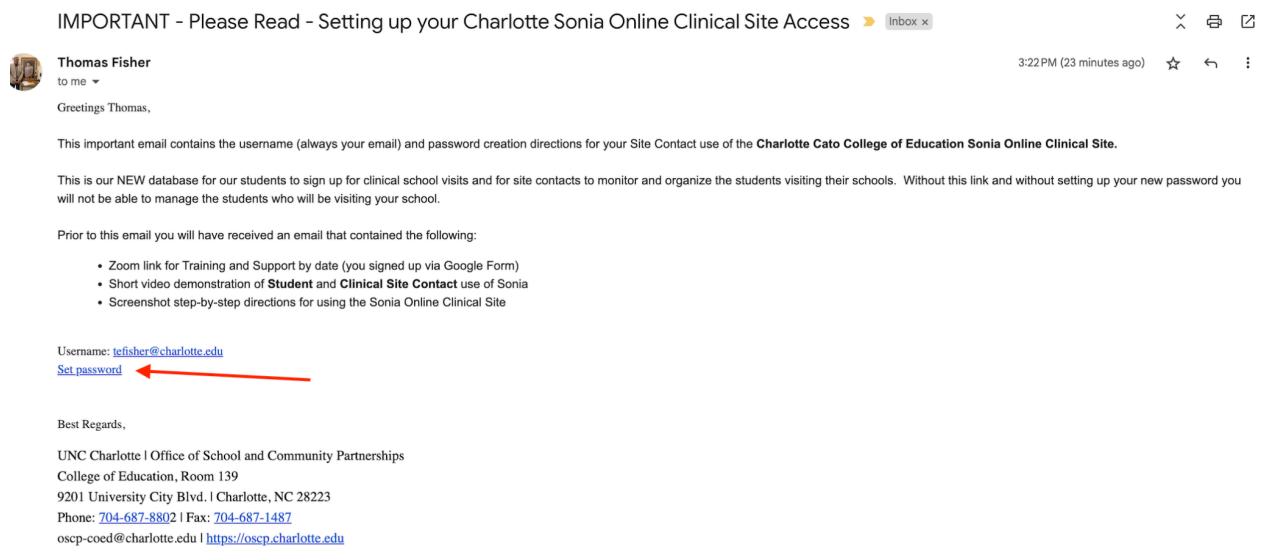 IMPORTANT - Please Read - Setting up your Charlotte Sonia Online Clinical Site Access Inbox x
Thomas Fisher 3:22 PM (23 minutes ago)
to me
Greetings Thomas,
This important email contains the username (always your email) and password creation directions for your Site Contact use of the Charlotte Cato College of Education Sonia Online Clinical Site.
This is our NEW database for our students to sign up for clinical school visits and for site contacts to monitor and organize the students visiting their schools.  Without this link and without setting up your new password you
will not be able to manage the students who will be visiting your school.
Prior to this email you will have received an email that contained the following:
• Zoom link for Training and Support by date (you signed up via Google Form)
• Short video demonstration of Student and Clinical Site Contact use of Sonia
• Screenshot step-by-step directions for using the Sonia Online Clinical Site
Username: tefisher@charlotte.edu
Set password
Best Regards,
UNC Charlotte | Office of School and Community Partnerships
College of Education, Room 139
9201 University City Blvd. | Charlotte, NC 28223
Phone: 704-687-8802 | Fax: 704-687-1487
oscp-coed@charlotte.edu | https://oscp.charlotte.edu